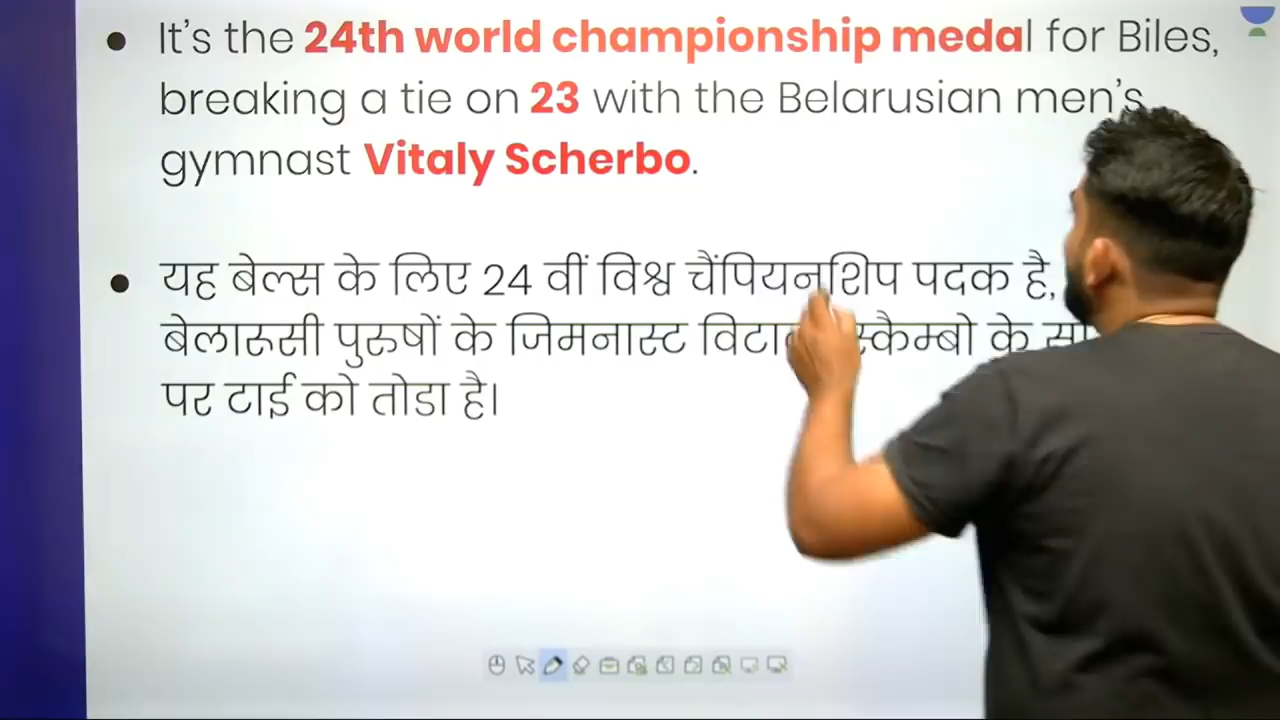 It's the 24th world championship medal for Biles,
breaking a tie on 23 with the Belarusian men's
gymnast Vitaly Scherbo.
यह बेल्स के लिए 24 वीं विश्व चैंपियनशिप पदक है,
बेलारूसी पुरुषों के जिमनास्ट के
पर टाई को तोडा है।